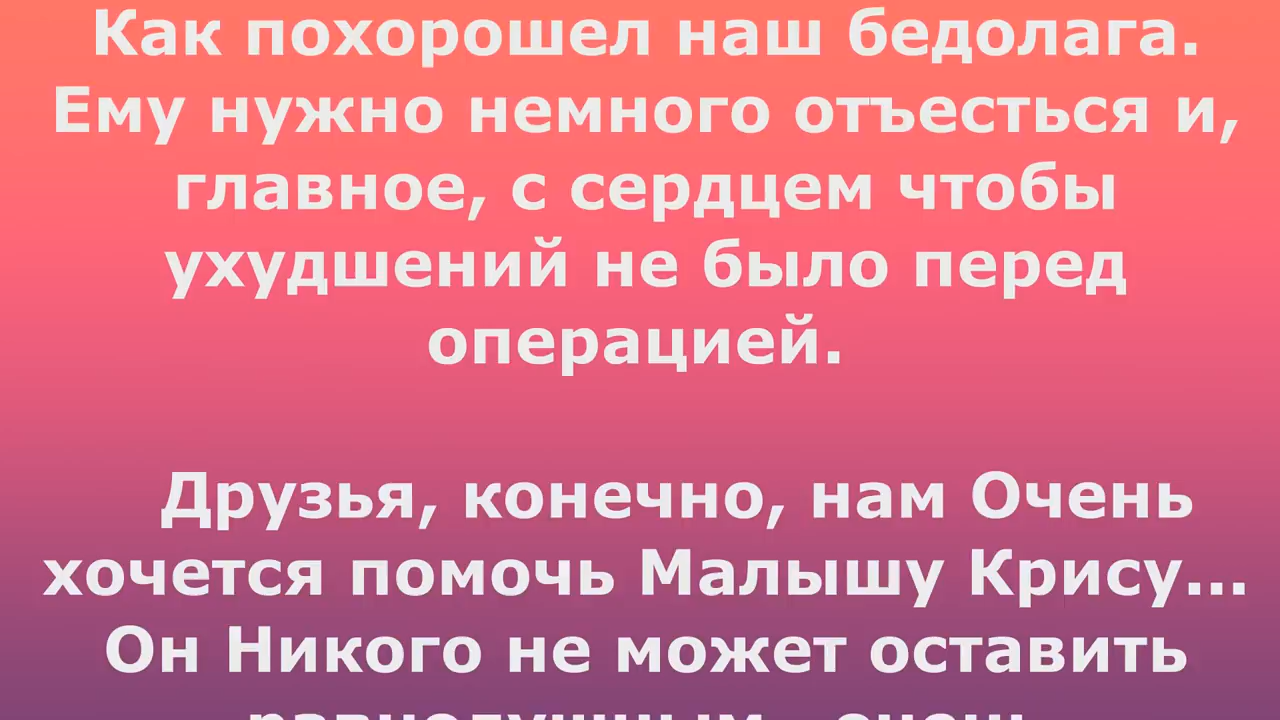 Как похорошел наш бедолага.
Ему нужно немного отъесться и,
главное, с сердцем чтобы
ухудшений не было перед
операцией.
Друзья, конечно, нам Очень
хочется помочь Малышу Крису...
Он Никого не может оставить